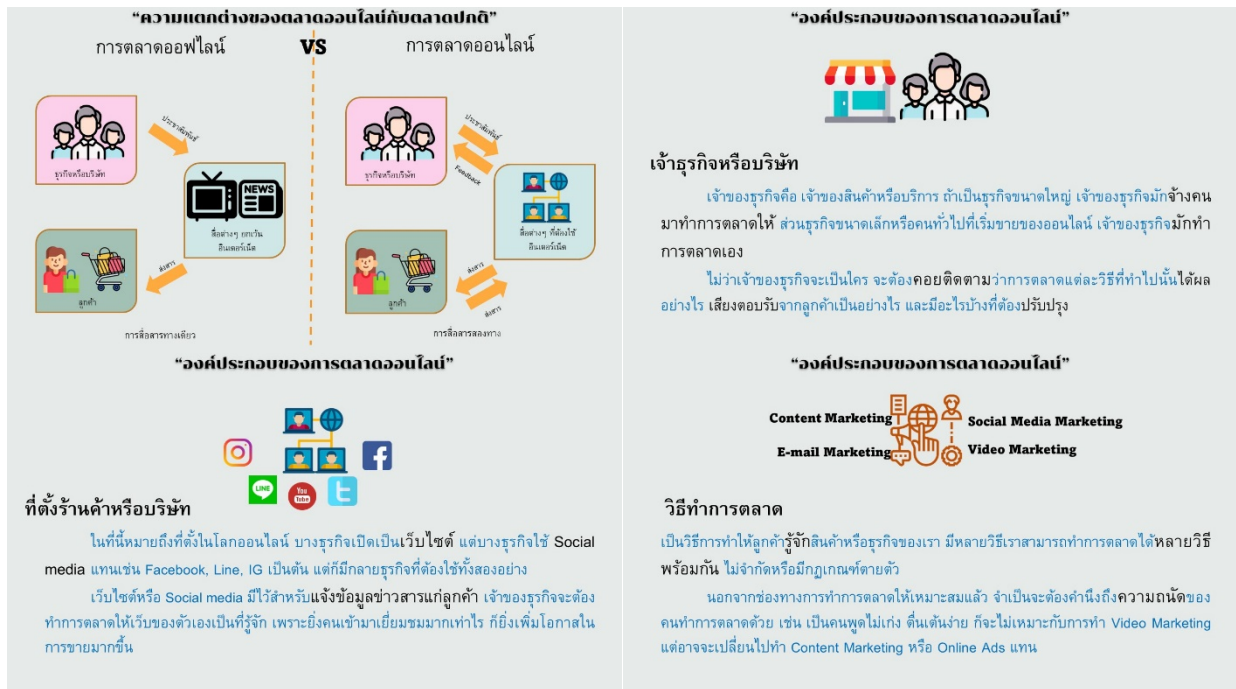 “ความแตกต่างของตลาดออนไลน์กับตลาดปกติ”
การตลาดออฟไลน์
VS
การตลาดออนไลน์
ธุรกิจหรือบริษัท
ประชาสัมพันธ์
NEWS
สื่อต่างๆ ยกเว้น
อินเตอร์เน็ต
ส่งสาร
ลูกค้า
การสื่อสารทางเดียว
ธุรกิจหรือบริษัท
ประชาสัมพันธ์
Feedback
สื่อต่างๆ ที่ต้องใช้
อินเตอร์เน็ต
ส่งสาร
ส่งสาร
ลูกค้า
การสื่อสารสองทาง
“องค์ประกอบของการตลาดออนไลน์”
เจ้าธุรกิจหรือบริษัท
เจ้าของธุรกิจคือ เจ้าของสินค้าหรือบริการ ถ้าเป็นธุรกิจขนาดใหญ่ เจ้าของธุรกิจมักจ้างคน
มาทำการตลาดให้ ส่วนธุรกิจขนาดเล็กหรือคนทั่วไปที่เริ่มขายของออนไลน์ เจ้าของธุรกิจมักทำ
การตลาดเอง
ไม่ว่าเจ้าของธุรกิจจะเป็นใคร จะต้องคอยติดตามว่าการตลาดแต่ละวิธีที่ทำไปนั้นได้ผล
อย่างไร เสียงตอบรับจากลูกค้าเป็นอย่างไร และมีอะไรบ้างที่ต้องปรับปรุง
“องค์ประกอบของการตลาดออนไลน์”
LINE
You
Tube
ที่ตั้งร้านค้าหรือบริษัท
ในที่นี้หมายถึงที่ตั้งในโลกออนไลน์ บางธุรกิจเปิดเป็นเว็บไซต์ แต่บางธุรกิจใช้ Social
media แทนเช่น Facebook, Line, IG เป็นต้น แต่ก็มีกลายธุรกิจที่ต้องใช้ทั้งสองอย่าง
เว็บไซต์หรือ Social media มีไว้สำหรับแจ้งข้อมูลข่าวสารแก่ลูกค้า เจ้าของธุรกิจจะต้อง
ทำการตลาดให้เว็บของตัวเองเป็นที่รู้จัก เพราะยิ่งคนเข้ามาเยี่ยมชมมากเท่าไร ก็ยิ่งเพิ่มโอกาสใน
การขายมากขึ้น
“องค์ประกอบของการตลาดออนไลน์”
Content Marketing
Social Media Marketing
E-mail Marketing
Video Marketing
วิธีทำการตลาด
เป็นวิธีการทำให้ลูกค้ารู้จักสินค้าหรือธุรกิจของเรา มีหลายวิธีเราสามารถทำการตลาดได้หลายวิธี
พร้อมกัน ไม่จำกัดหรือมีกฎเกณฑ์ตายตัว
นอกจากช่องทางการทำการตลาดให้เหมาะสมแล้ว จำเป็นจะต้องคำนึงถึงความถนัดของ
คนทำการตลาดด้วย เช่น เป็นคนพูดไม่เก่ง ตื่นเต้นง่าย ก็จะไม่เหมาะกับการทำ Video Marketing
แต่อาจจะเปลี่ยนไปทำ Content Marketing หรือ Online Ads แทน